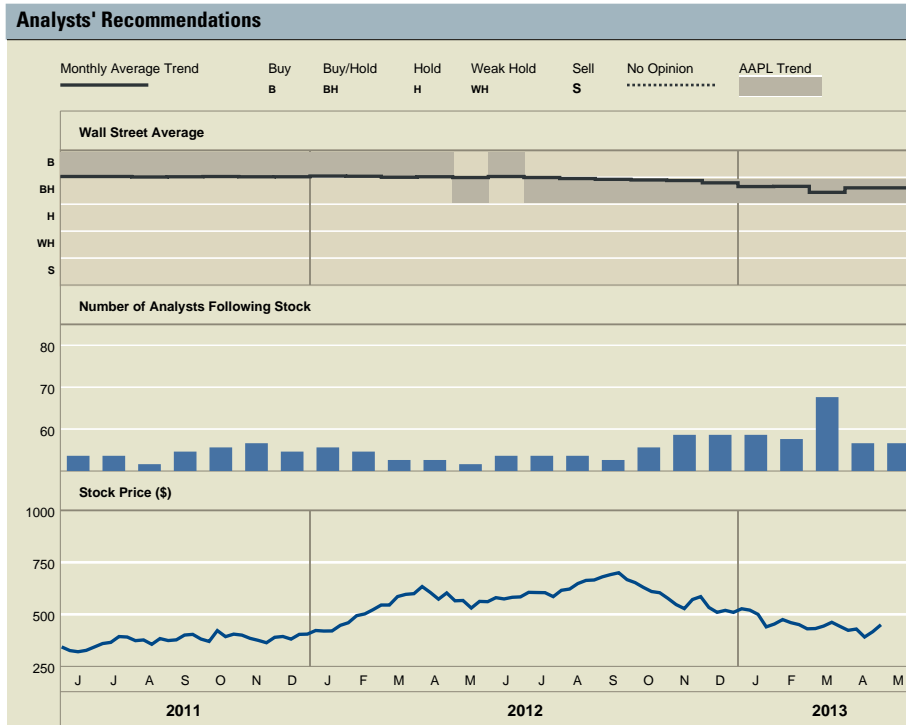 Analysts' Recommendations
Monthly Average Trend Buy Buy/Hold Hold Weak Hold Sell No Opinion AAPL Trend
B BH H WH S
Wall Street Average
B
BH
H
WH
S
Number of Analysts Following Stock
80
70
60
Stock Price ($)
1000
750
500
250
J J A S O N D J F M A M J J A S O N D J F M A M
2011 2012 2013